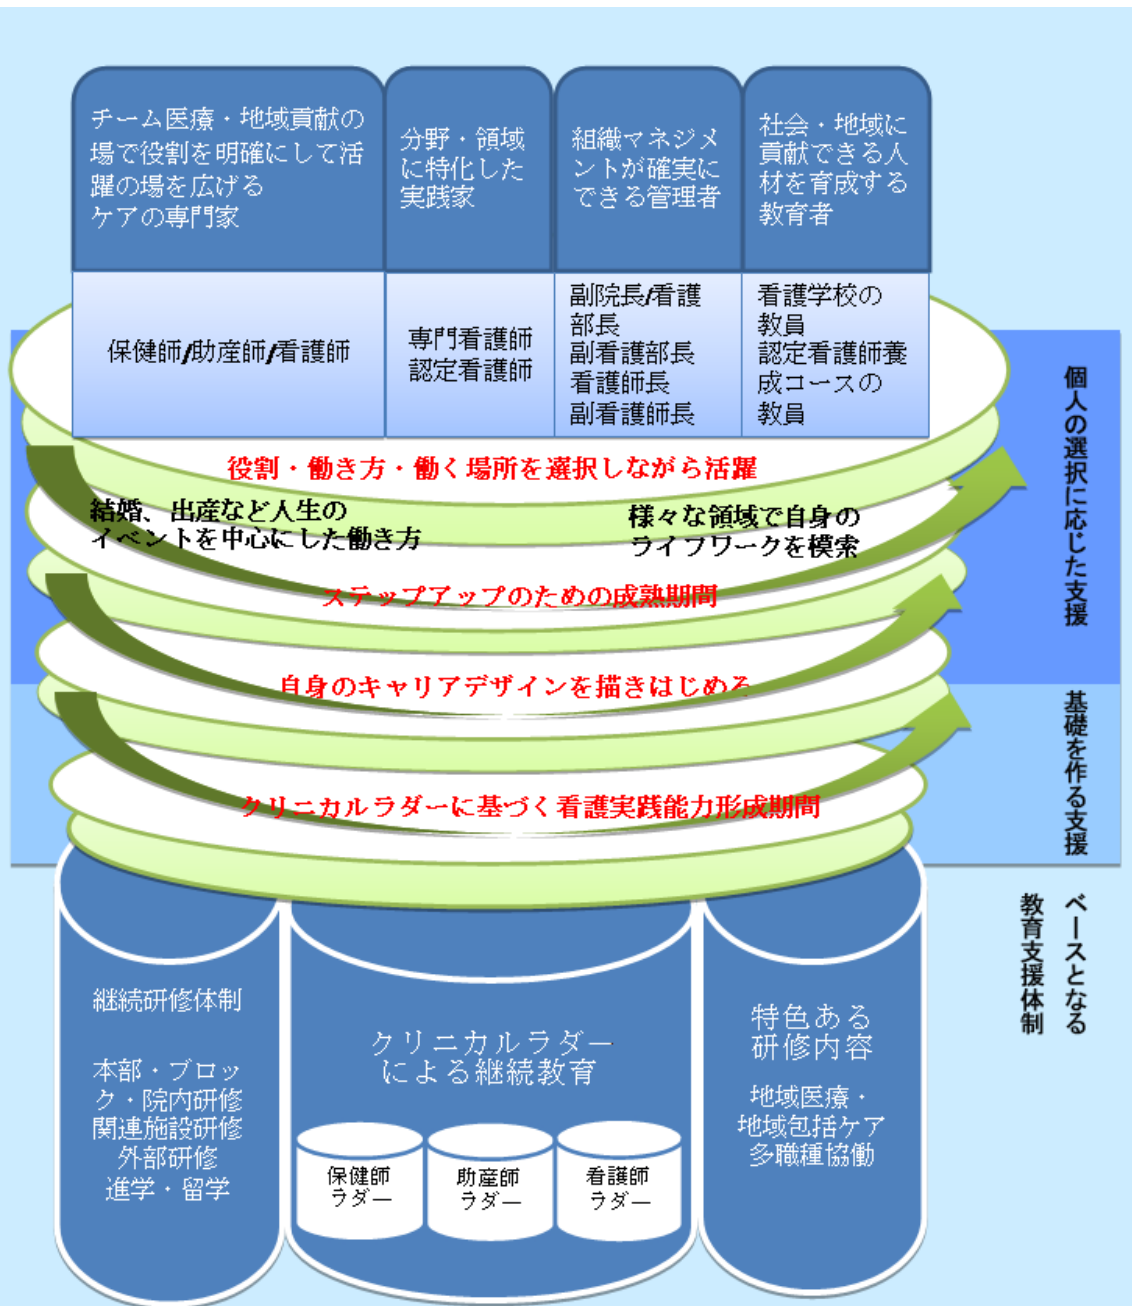 チーム医療・地域貢献の
場で役割を明確にして活
躍の場を広げる
ケアの専門家
分野・領域
に特化した
実践家
組織マネジメ
ントが確実に
できる管理者
社会・地域に
貢献できる人
材を育成する
教育者
保健師/助産師/看護師
専門看護師
認定看護師
副院長/看護
部長
副看護部長
看護師長
副看護師長
看護学校の
教員
認定看護師養
成コースの
教員
役割・働き方・働く場所を選択しながら活躍
結婚、出産など人生の
イベントを中心にした働き方
様々な領域で自身の
ライフワークを模索
ステップアップのための成熟期間
自身のキャリアデザインを描きはじめる
クリニカルラダーに基づく看護実践能力形成期間
個人の選択に応じた支援
基礎を作る支援
ベースとなる
教育支援体制
継続研修体制
本部・ブロッ
ク・院内研修
関連施設研修
外部研修
進学・留学
クリニカルラダー
による継続教育
保健師
ラダー
助産師
ラダー
看護師
ラダー
特色ある
研修内容
地域医療・
地域包括ケア
多職種協働